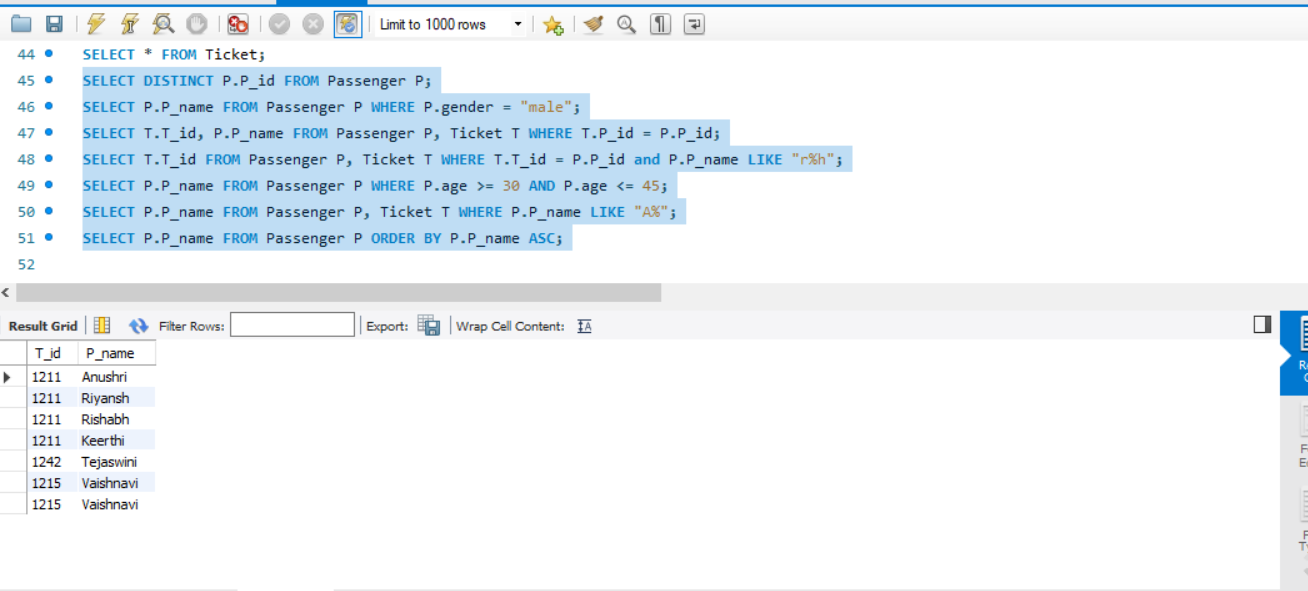 Limit to 1000 rows
44 SELECT * FROM Ticket;
45 SELECT DISTINCT P.P_id FROM Passenger P;
46 SELECT P.P_name FROM Passenger P WHERE P.gender = "male";
47 SELECT T.T_id, P.P_name FROM Passenger P, Ticket T WHERE T.P_id = P.P_id;
48 SELECT T.T_id FROM Passenger P, Ticket T WHERE T.T_id = P.P_id and P.P_name LIKE "r%h";
49 SELECT P.P_name FROM Passenger P WHERE P.age >= 30 AND P.age <= 45;
50 SELECT P.P_name FROM Passenger P, Ticket T WHERE P.P_name LIKE "A%";
51 SELECT P.P_name FROM Passenger P ORDER BY P.P_name ASC;
52
Result Grid Filter Rows: Export: Wrap Cell Content:
T_id P_name
1211 Anushri
1211 Riyansh
1211 Rishabh
1211 Keerthi
1242 Tejaswini
1215 Vaishnavi
1215 Vaishnavi